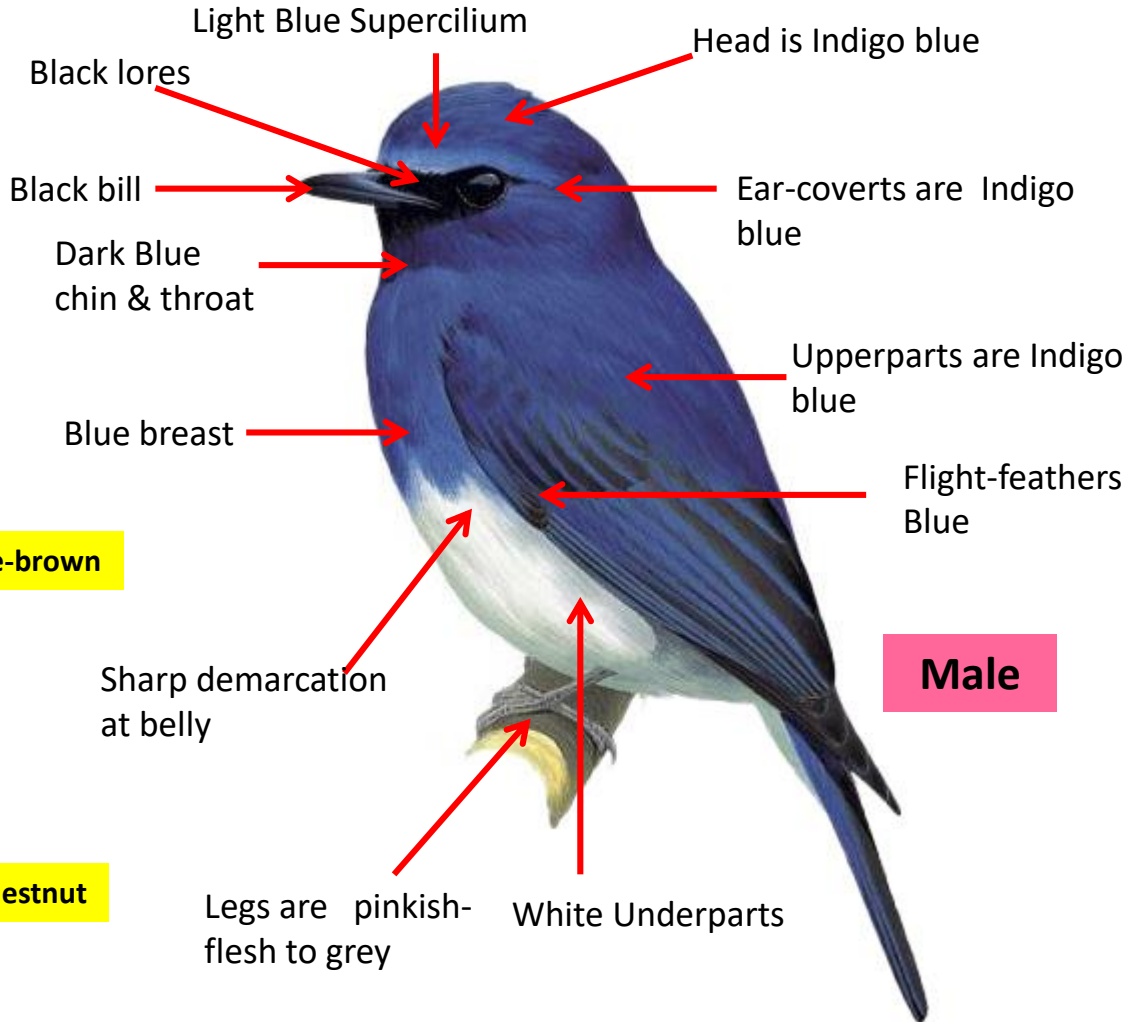 Light Blue Supercilium
Head is Indigo blue
Black lores
Black bill
Ear-coverts are Indigo
blue
Dark Blue
chin & throat
Upperparts are Indigo
blue
Blue breast
Flight-feathers
Blue
e-brown
Sharp demarcation
at belly
Male
estnut
Legs are pinkish-
flesh to grey
White Underparts